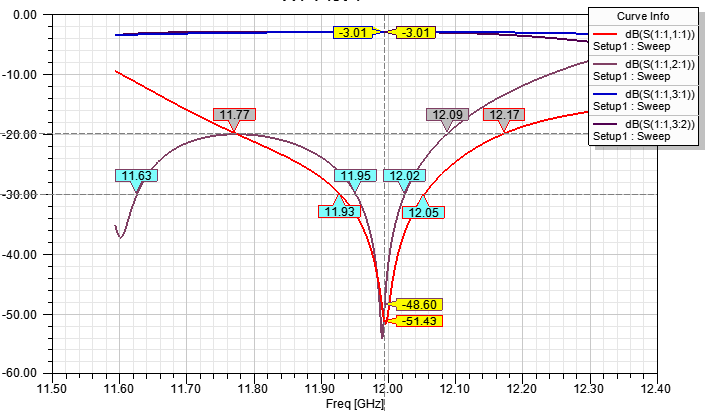 0.00
-3.01
-3.01
Curve Info
dB(S(1:1,1:1))
Setup1 : Sweep
dB(S(1:1,2:1))
Setup1 : Sweep
dB(S(1:1,3:1))
Setup1 : Sweep
dB(S(1:1,3:2))
Setup1 : Sweep
-10.00
11.77
12.09
12.17
-20.00
11.63
11.95
12.02
-30.00
11.93
12.05
-40.00
-48.60
-50.00
-51.43
-60.00
11.50 11.60 11.70 11.80 11.90 12.00 12.10 12.20 12.30 12.40
Freq [GHz]